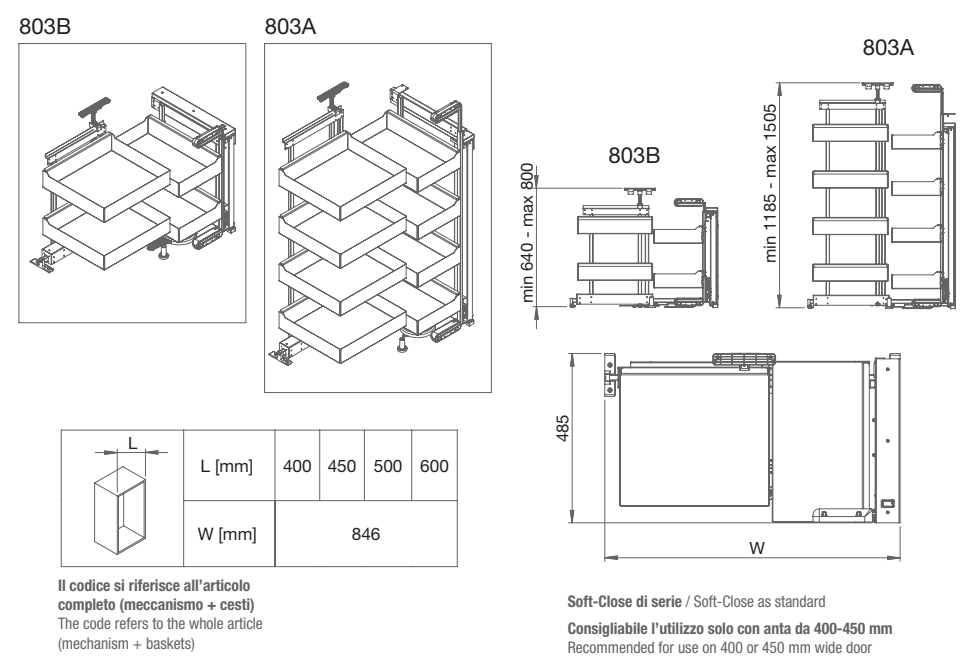 803B
803A
803A
803B
min 640 - max 800
min 1185 - max 1505
485
W
L
L [mm] 400 450 500 600
W [mm] 846
Il codice si riferisce all'articolo
completo (meccanismo + cesti)
The code refers to the whole article
(mechanism + baskets)
Soft-Close di serie / Soft-Close as standard
Consigliabile l'utilizzo solo con anta da 400-450 mm
Recommended for use on 400 or 450 mm wide door